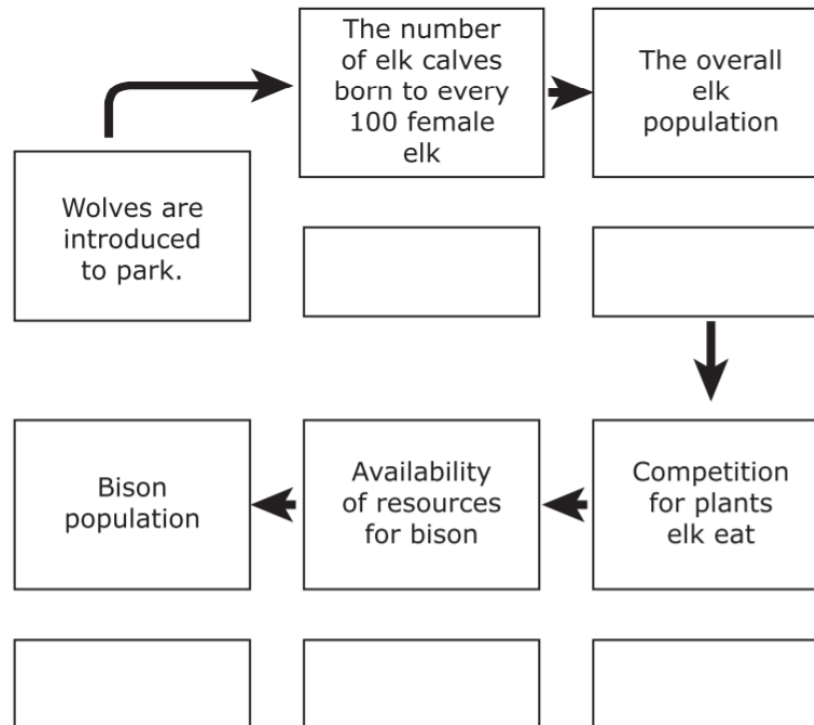 The number
of elk calves
born to every
100 female
elk
The overall
elk
population
Wolves are
introduced
to park.
Bison
population
Availability
of resources
for bison
Competition
for plants
elk eat